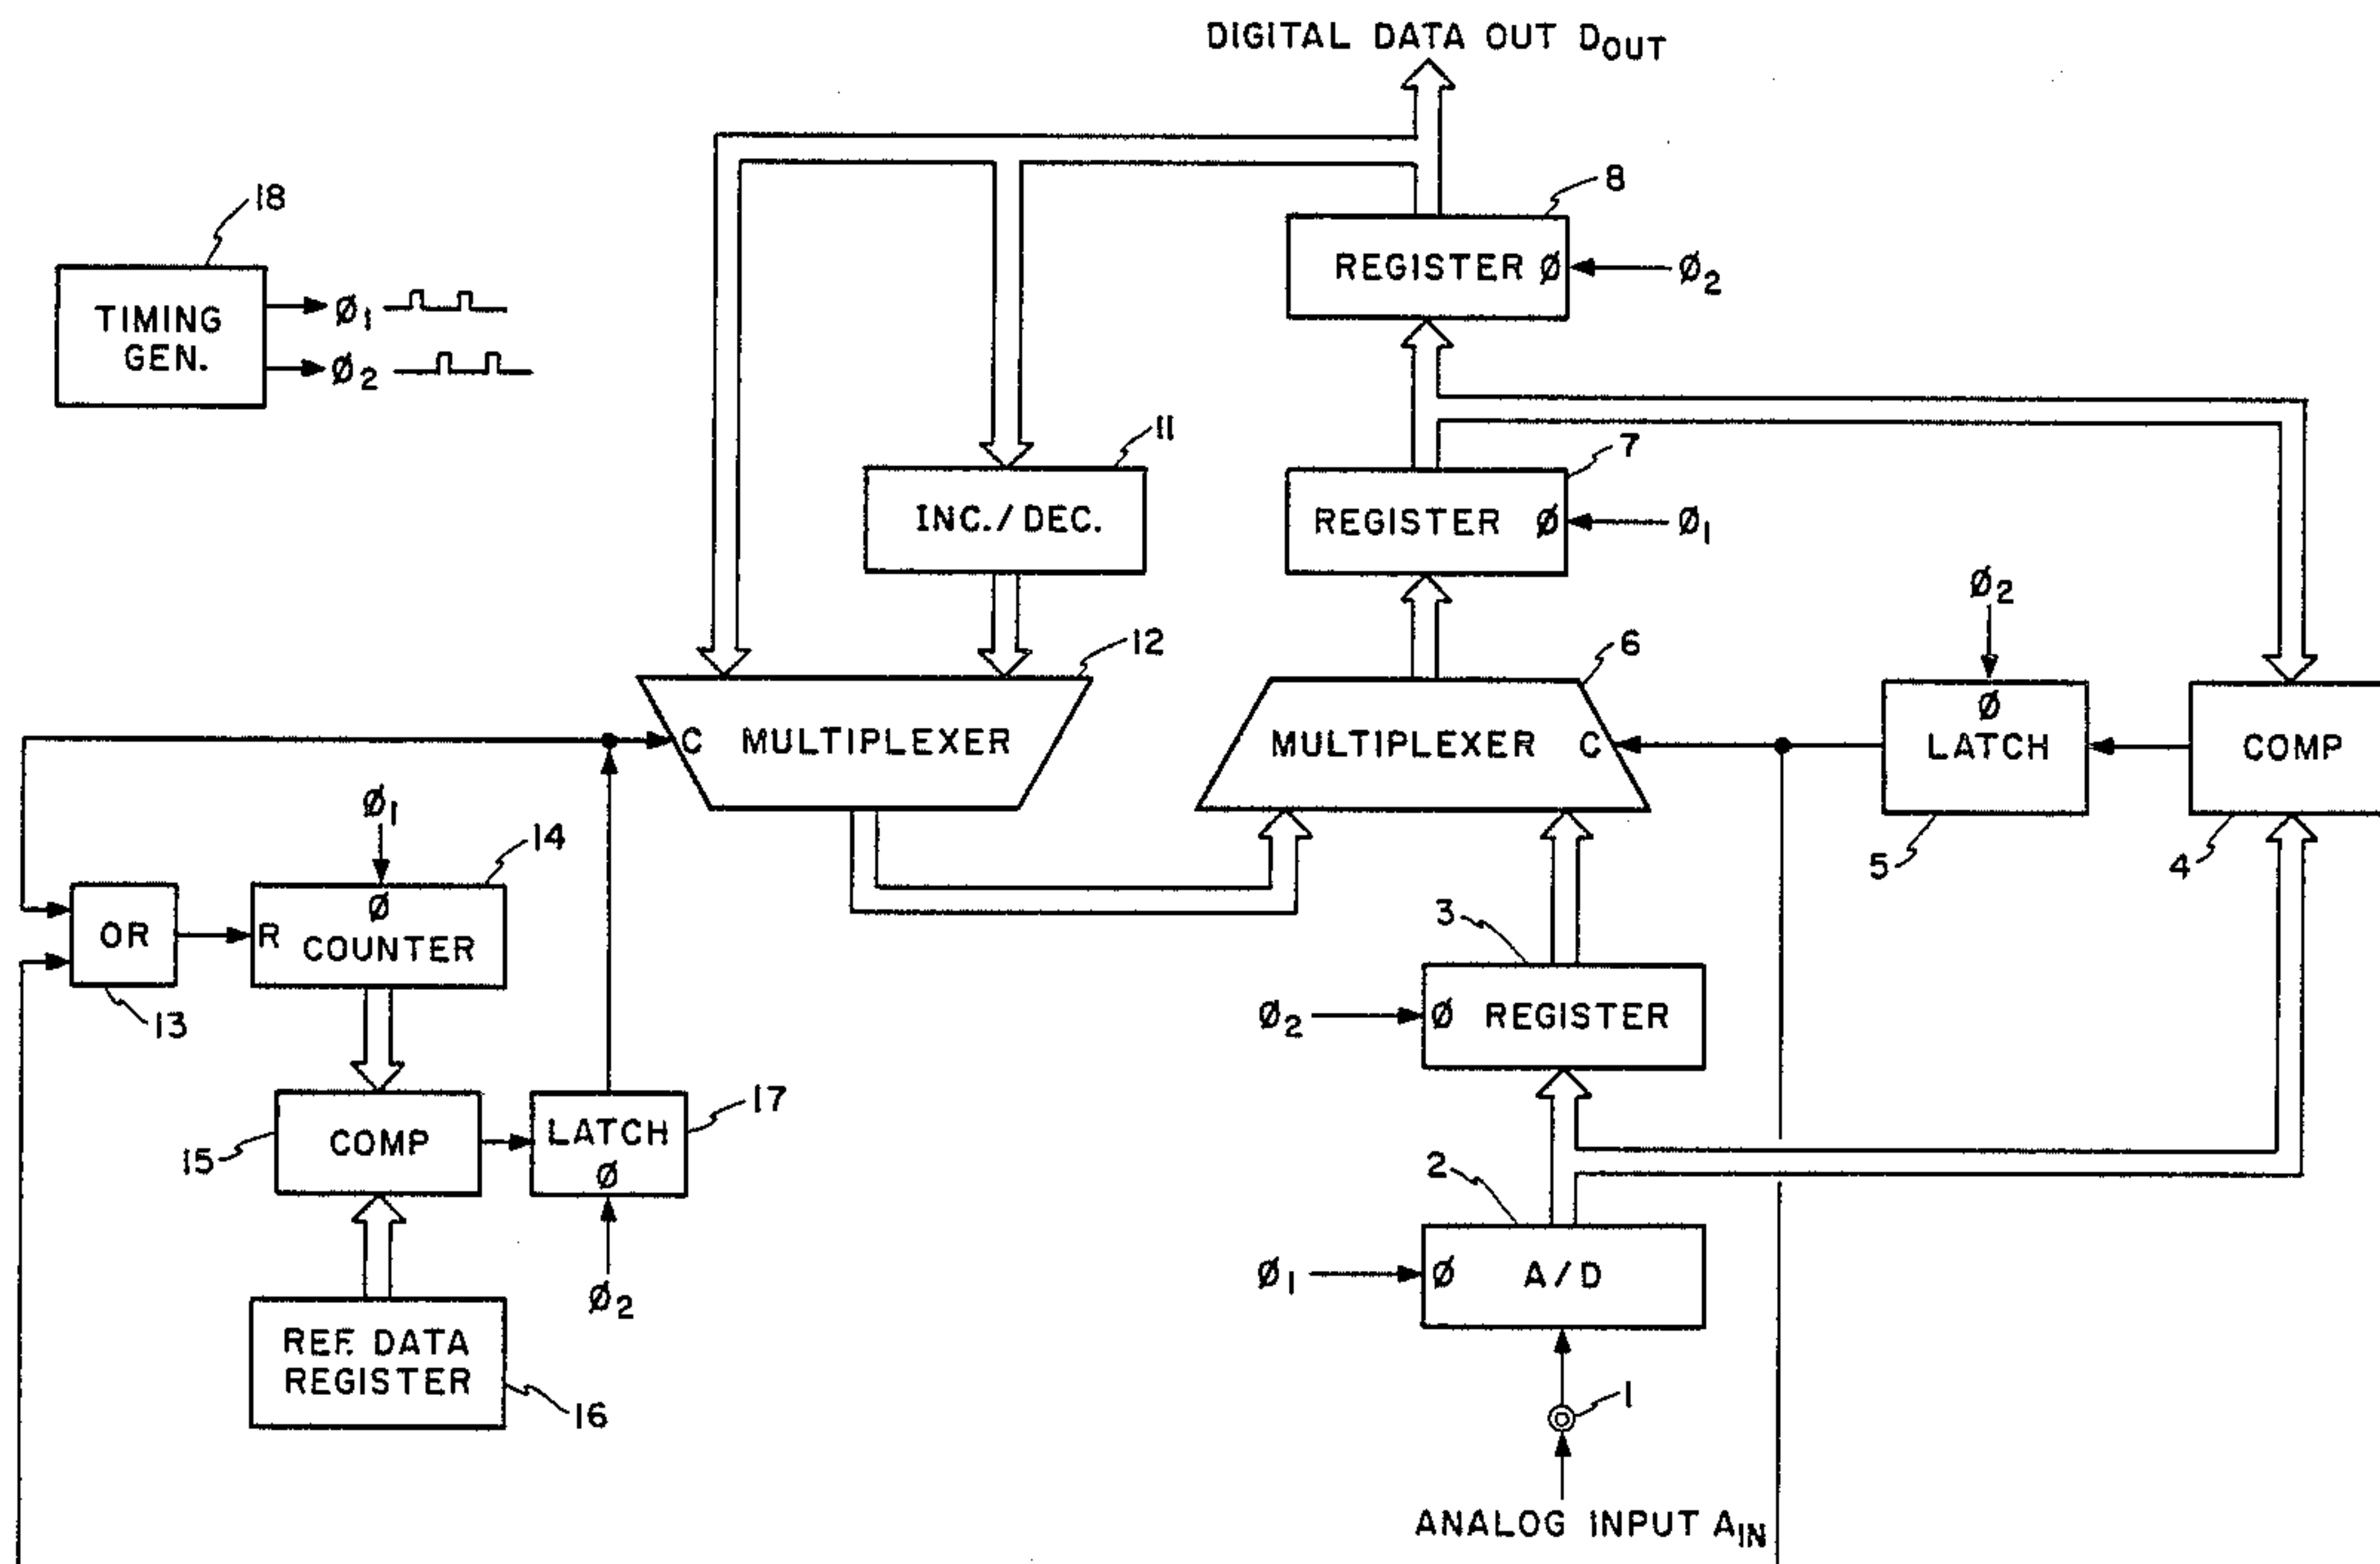 DIGITAL DATA OUT D_OUT
18
TIMING
GEN.
Ø1
Ø2
8
REGISTER Ø
Ø2
11
INC./DEC.
7
REGISTER Ø
Ø1
12
C MULTIPLEXER
6
MULTIPLEXER C
Ø2
Ø
LATCH
5
COMP
4
Ø1
14
Ø
R COUNTER
OR
13
3
Ø2
Ø REGISTER
COMP
15
LATCH
Ø
17
Ø2
REF. DATA
REGISTER
16
2
Ø1
Ø A/D
1
ANALOG INPUT A_IN